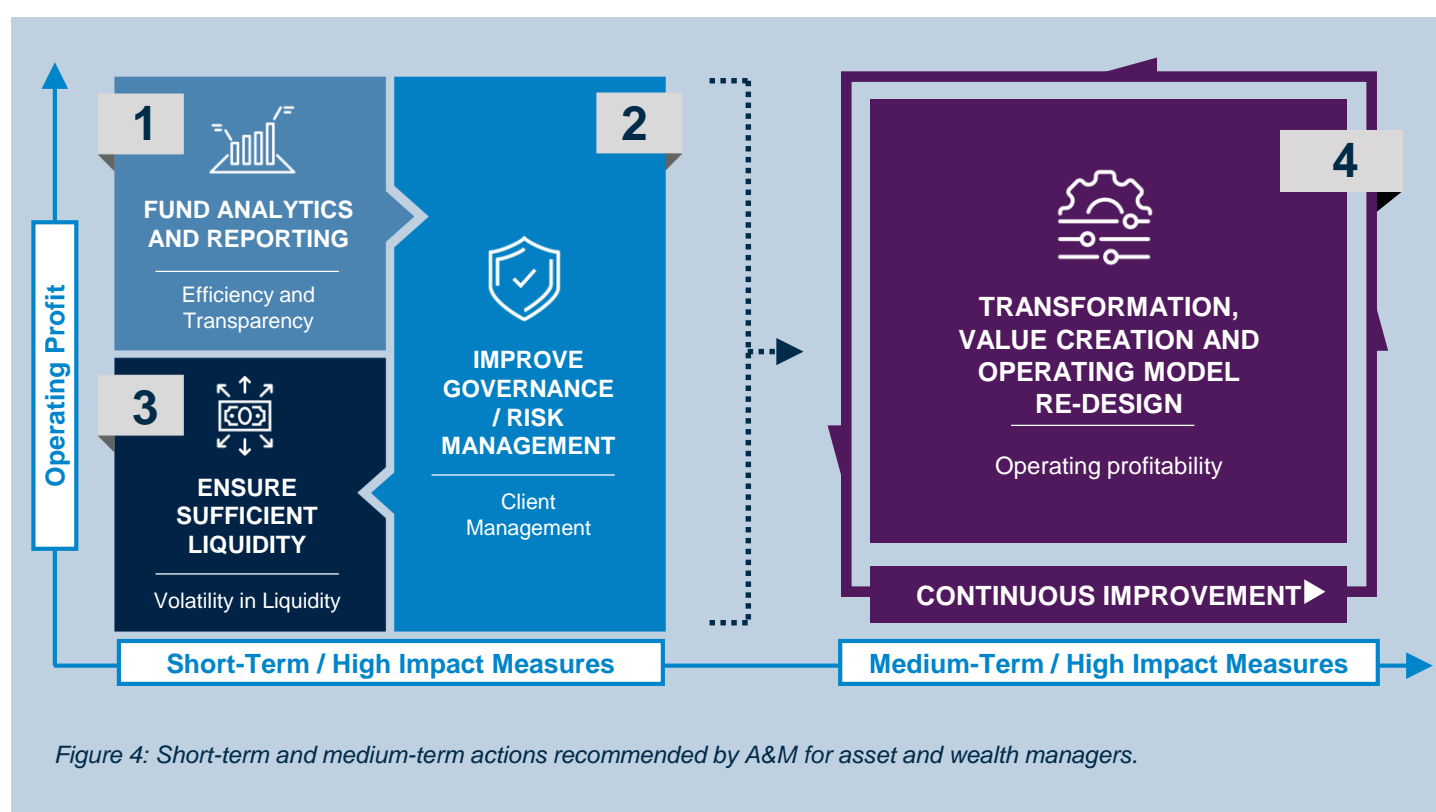 Operating Profit
1
FUND ANALYTICS
AND REPORTING
Efficiency and
Transparency
2
IMPROVE
GOVERNANCE
/ RISK
MANAGEMENT
Client
Management
3
ENSURE
SUFFICIENT
LIQUIDITY
Volatility in Liquidity
4
TRANSFORMATION,
VALUE CREATION AND
OPERATING MODEL
RE-DESIGN
Operating profitability
CONTINUOUS IMPROVEMENT
Short-Term / High Impact Measures
Medium-Term / High Impact Measures
Figure 4: Short-term and medium-term actions recommended by A&M for asset and wealth managers.